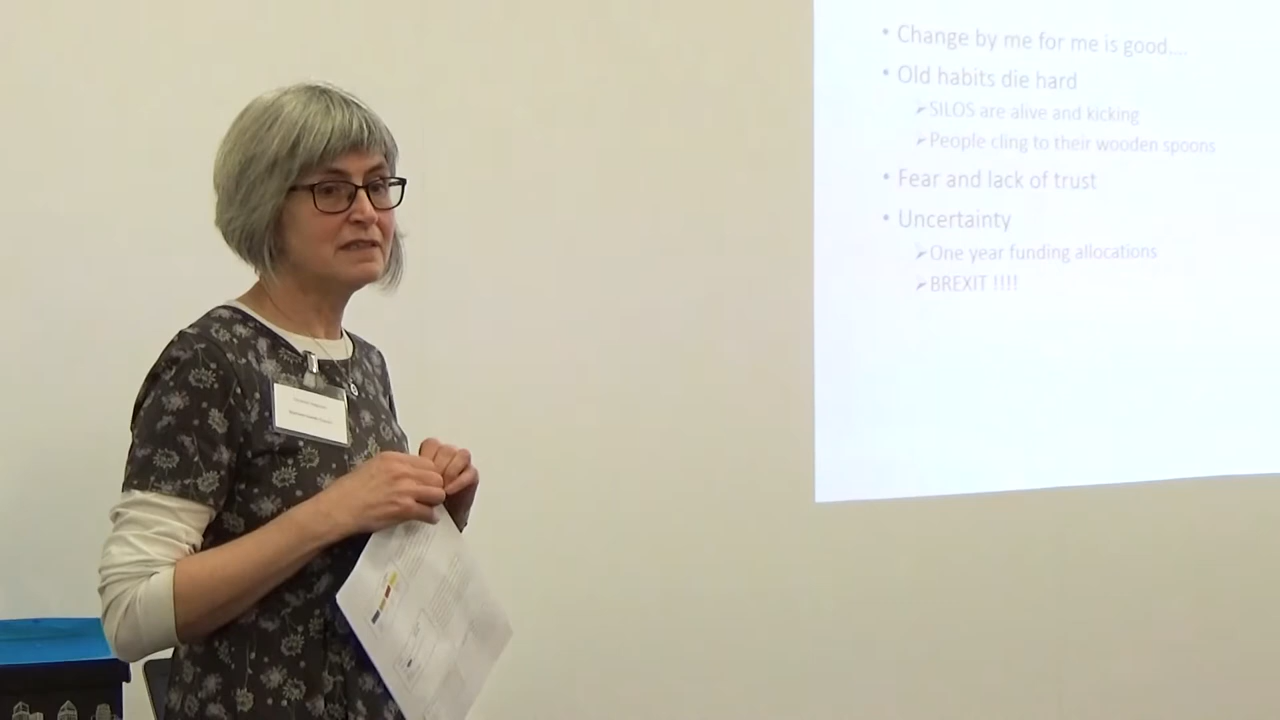 • Change by me for me is good....
• Old habits die hard
➢SILOS are alive and kicking
➢People cling to their wooden spoons
• Fear and lack of trust
• Uncertainty
➢One year funding allocations
➢BREXIT !!!!